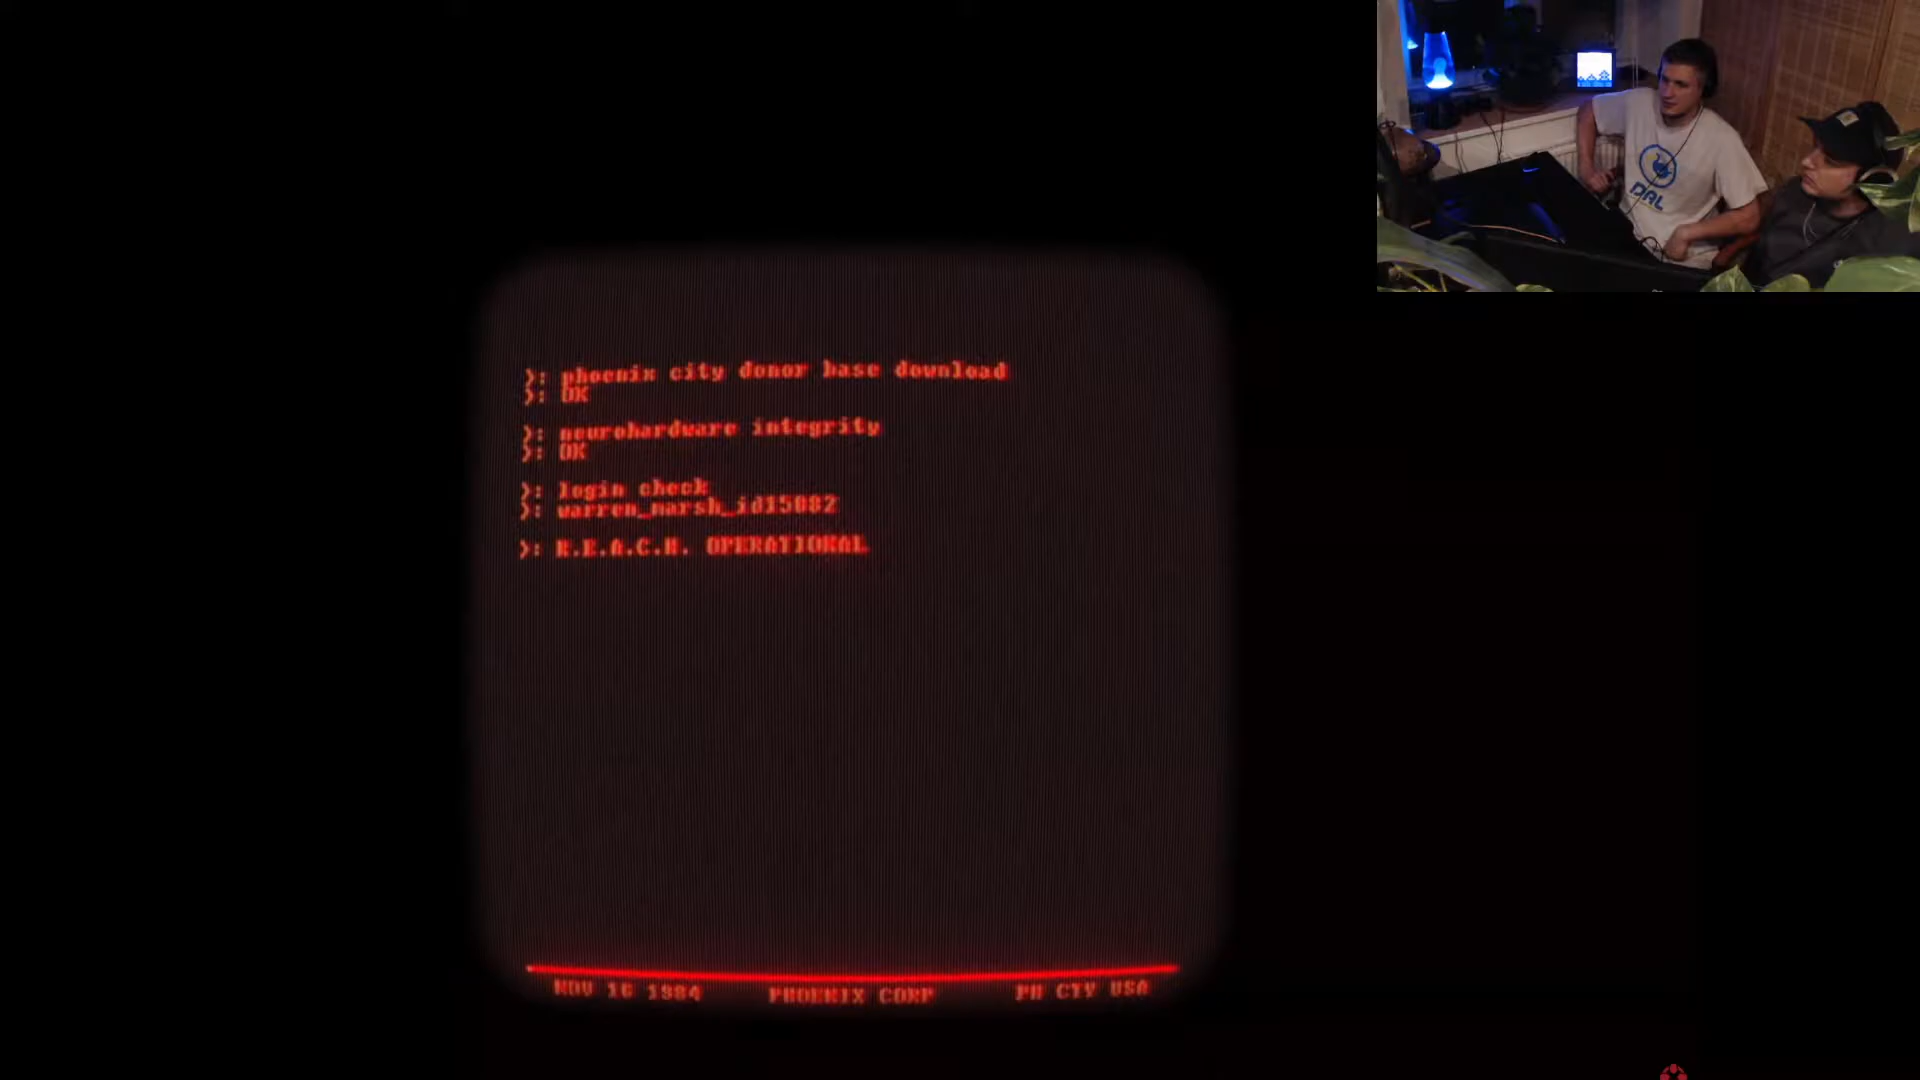 }: phoenix city donor base download
}: OK
}: neurohardware integrity
}: OK
}: login check
}: warren_marsh_id15082
}: R.E.A.C.H. OPERATIONAL
NOV 16 1984 PHOENIX CORP PH CTY USA
DAL